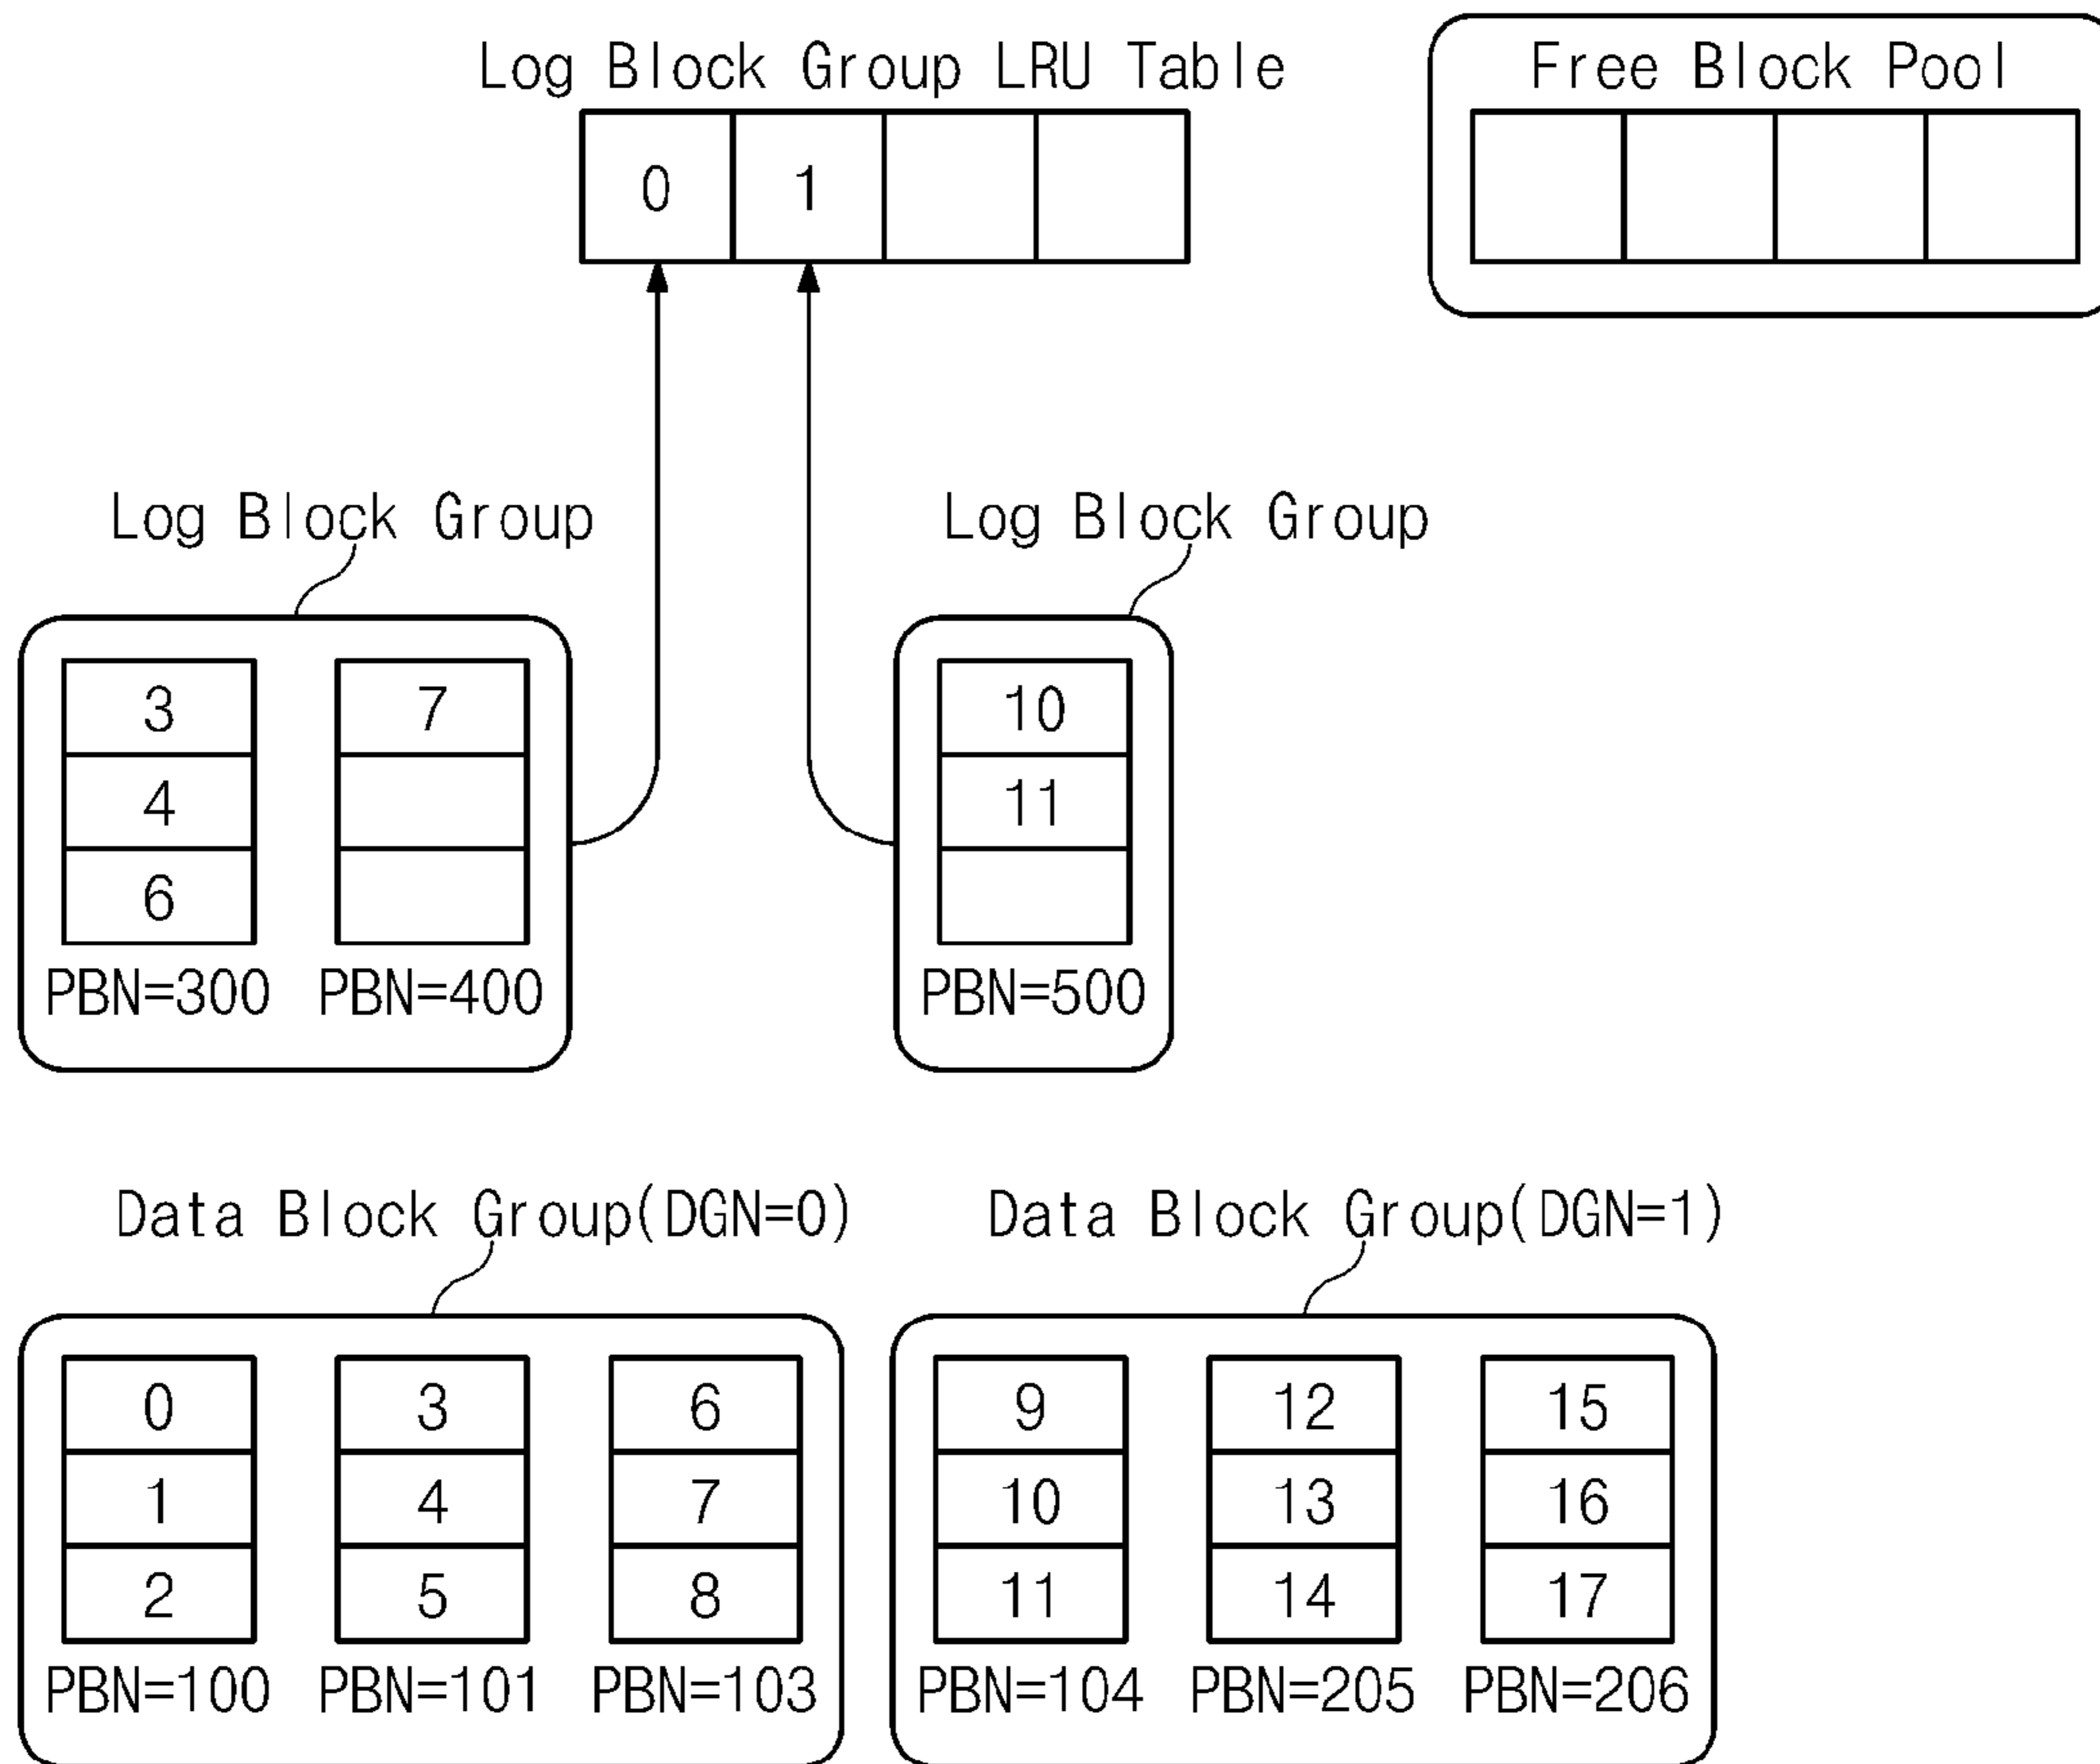 Log Block Group LRU Table
Free Block Pool
0 1
Log Block Group
Log Block Group
3 7
4
6
PBN=300 PBN=400
10
11
PBN=500
Data Block Group(DGN=0)
Data Block Group(DGN=1)
0 3 6
1 4 7
2 5 8
PBN=100 PBN=101 PBN=103
9 12 15
10 13 16
11 14 17
PBN=104 PBN=205 PBN=206